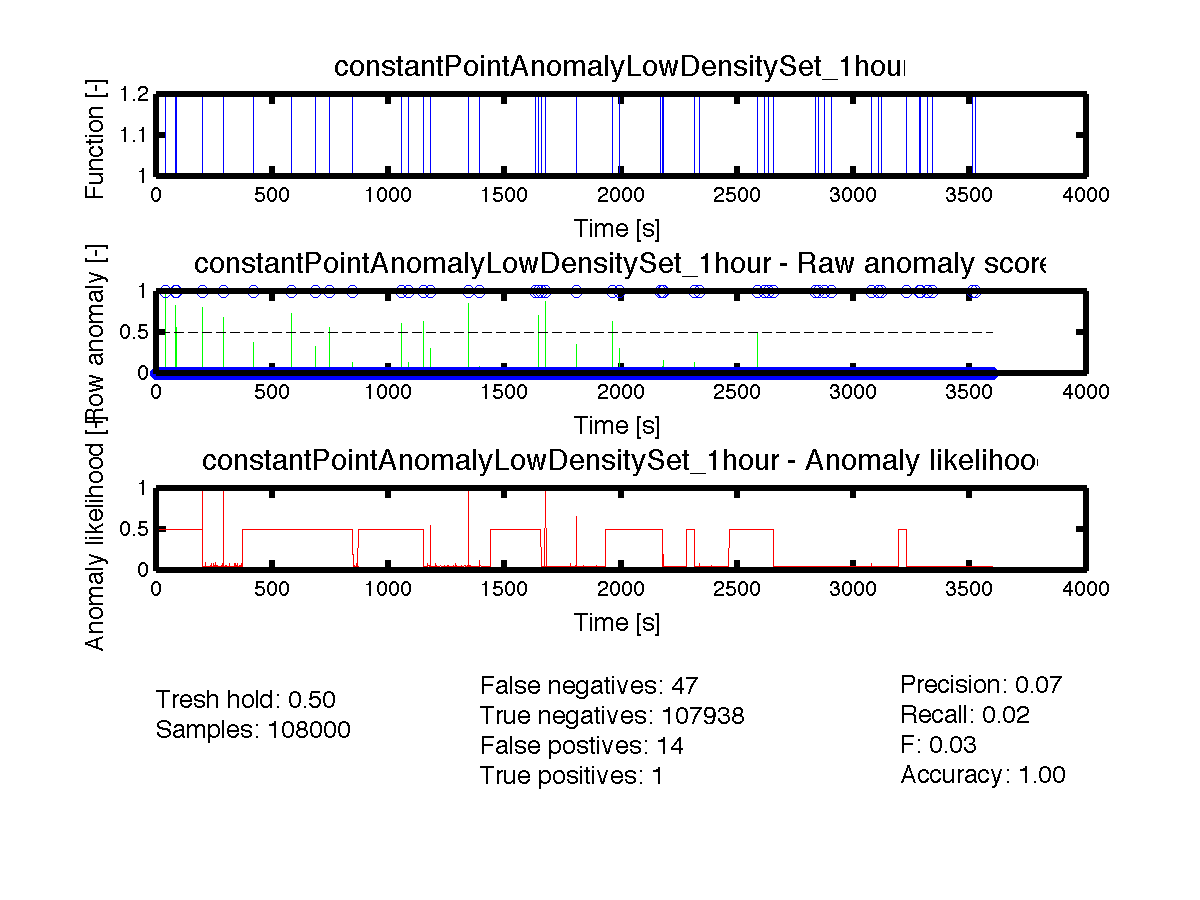 constantPointAnomalyLowDensitySet_1hour
Function [-]
1.2
1.1
1
0 500 1000 1500 2000 2500 3000 3500 4000
Time [s]
constantPointAnomalyLowDensitySet_1hour - Raw anomaly score
Row anomaly [-]
1
0.5
0
0 500 1000 1500 2000 2500 3000 3500 4000
Time [s]
constantPointAnomalyLowDensitySet_1hour - Anomaly likelihoo
Anomaly likelihood [-]
1
0.5
0
0 500 1000 1500 2000 2500 3000 3500 4000
Time [s]
Tresh hold: 0.50
Samples: 108000
False negatives: 47
True negatives: 107938
False postives: 14
True positives: 1
Precision: 0.07
Recall: 0.02
F: 0.03
Accuracy: 1.00